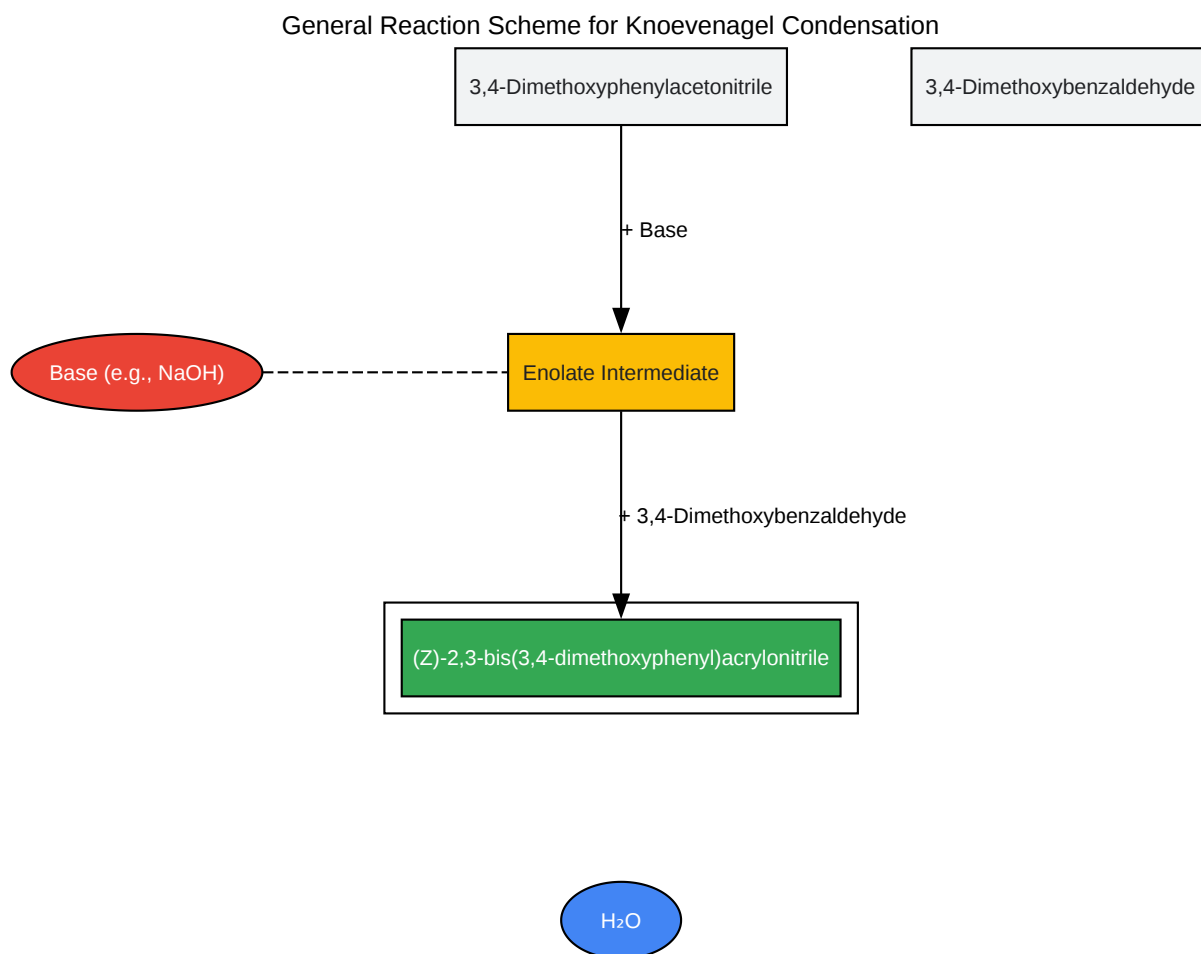 General Reaction Scheme for Knoevenagel Condensation
3,4-Dimethoxyphenylacetonitrile
3,4-Dimethoxybenzaldehyde
+ Base
Base (e.g., NaOH)
Enolate Intermediate
+ 3,4-Dimethoxybenzaldehyde
(Z)-2,3-bis(3,4-dimethoxyphenyl)acrylonitrile
H₂O